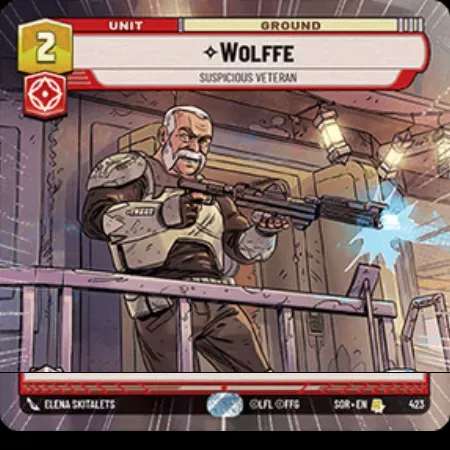 UNIT GROUND
2
WOLFFE
SUSPICIOUS VETERAN
ELENA SKITALETS ©LFL ©FFG SOR • EN 423